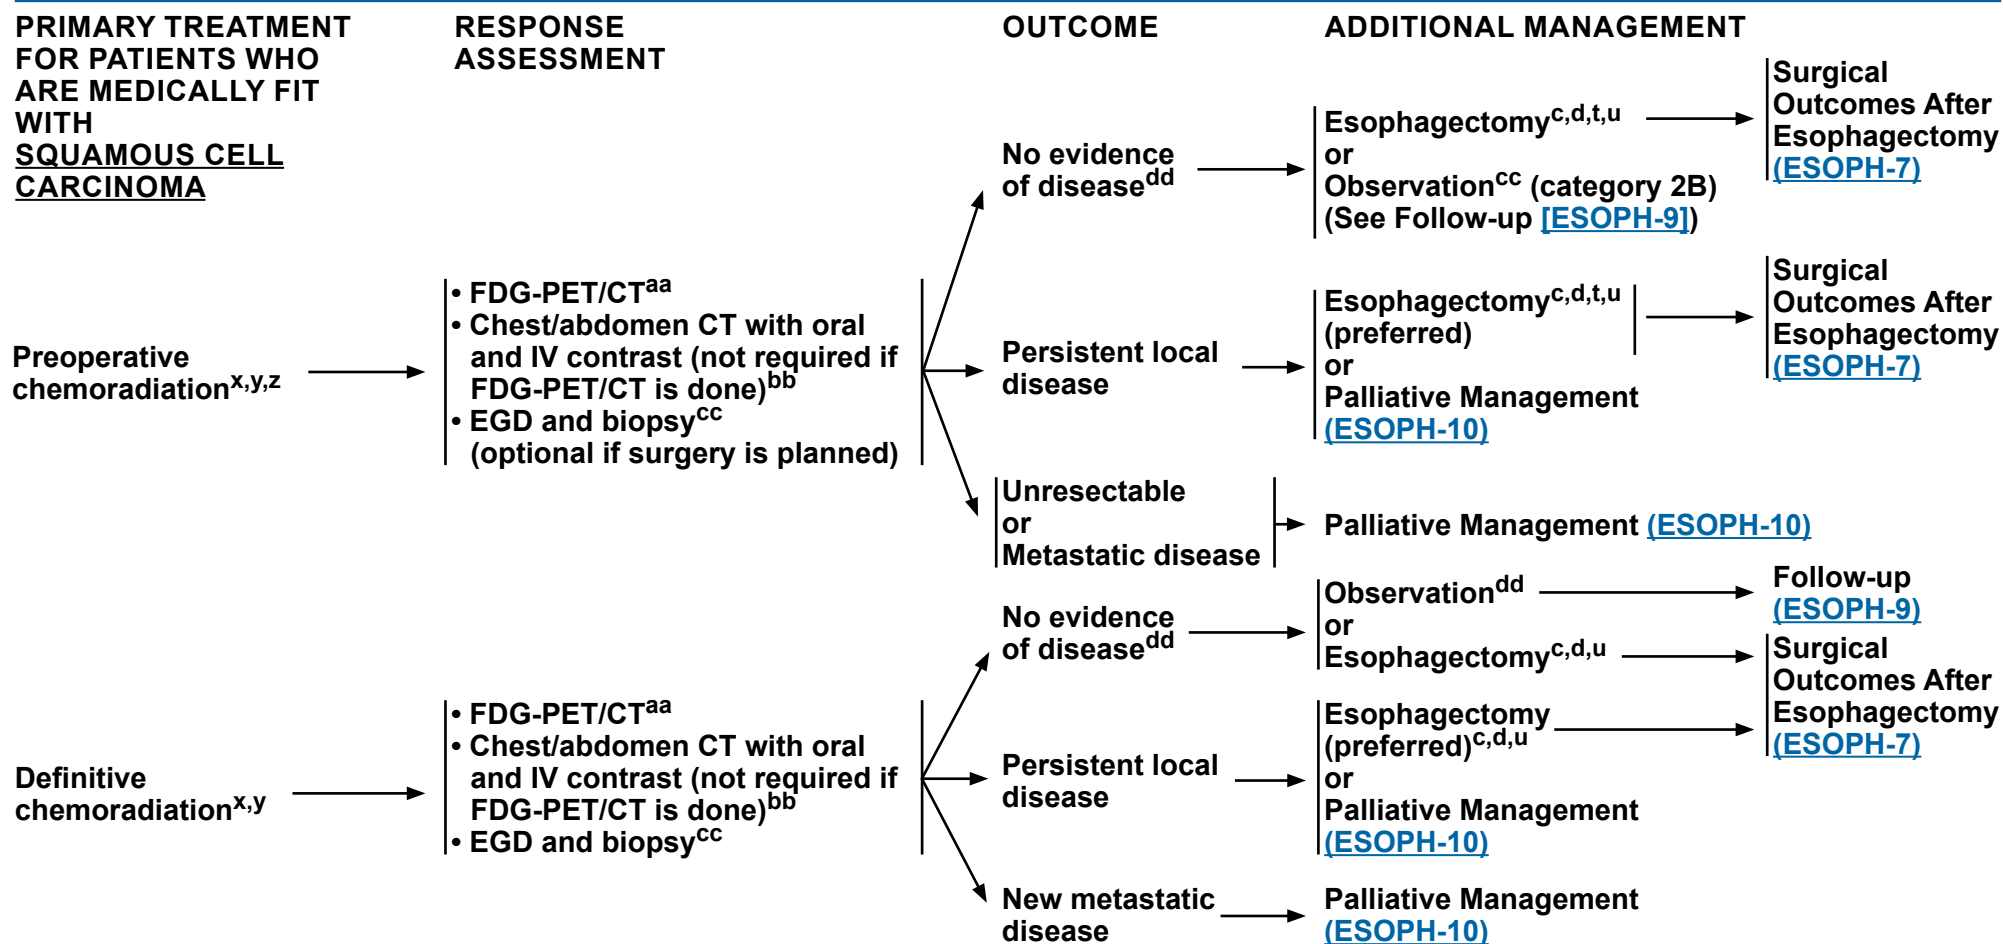 PRIMARY TREATMENT
FOR PATIENTS WHO
ARE MEDICALLY FIT
WITH
SQUAMOUS CELL
CARCINOMA
RESPONSE
ASSESSMENT
OUTCOME
ADDITIONAL MANAGEMENT
Preoperative
chemoradiationx,y,z
• FDG-PET/CTaa
• Chest/abdomen CT with oral
and IV contrast (not required if
FDG-PET/CT is done)bb
• EGD and biopsycc
(optional if surgery is planned)
No evidence
of diseasedd
Esophagectomyc,d,t,u
or
Observationcc (category 2B)
(See Follow-up [ESOPH-9])
Surgical
Outcomes After
Esophagectomy
(ESOPH-7)
Persistent local
disease
Esophagectomyc,d,t,u
(preferred)
or
Palliative Management
(ESOPH-10)
Surgical
Outcomes After
Esophagectomy
(ESOPH-7)
Unresectable
or
Metastatic disease
Palliative Management (ESOPH-10)
Definitive
chemoradiationx,y
• FDG-PET/CTaa
• Chest/abdomen CT with oral
and IV contrast (not required if
FDG-PET/CT is done)bb
• EGD and biopsycc
No evidence
of diseasedd
Observationdd
or
Esophagectomyc,d,u
Follow-up
(ESOPH-9)
Surgical
Outcomes After
Esophagectomy
(ESOPH-7)
Persistent local
disease
Esophagectomy
(preferred)c,d,u
or
Palliative Management
(ESOPH-10)
New metastatic
disease
Palliative Management
(ESOPH-10)